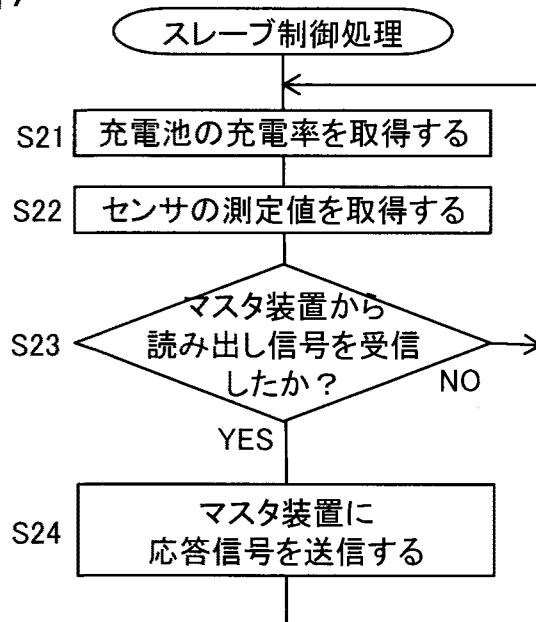 スレーブ制御処理
S21 充電池の充電率を取得する
S22 センサの測定値を取得する
マスタ装置から
S23 読み出し信号を受信
したか？
NO
YES
マスタ装置に
S24 応答信号を送信する